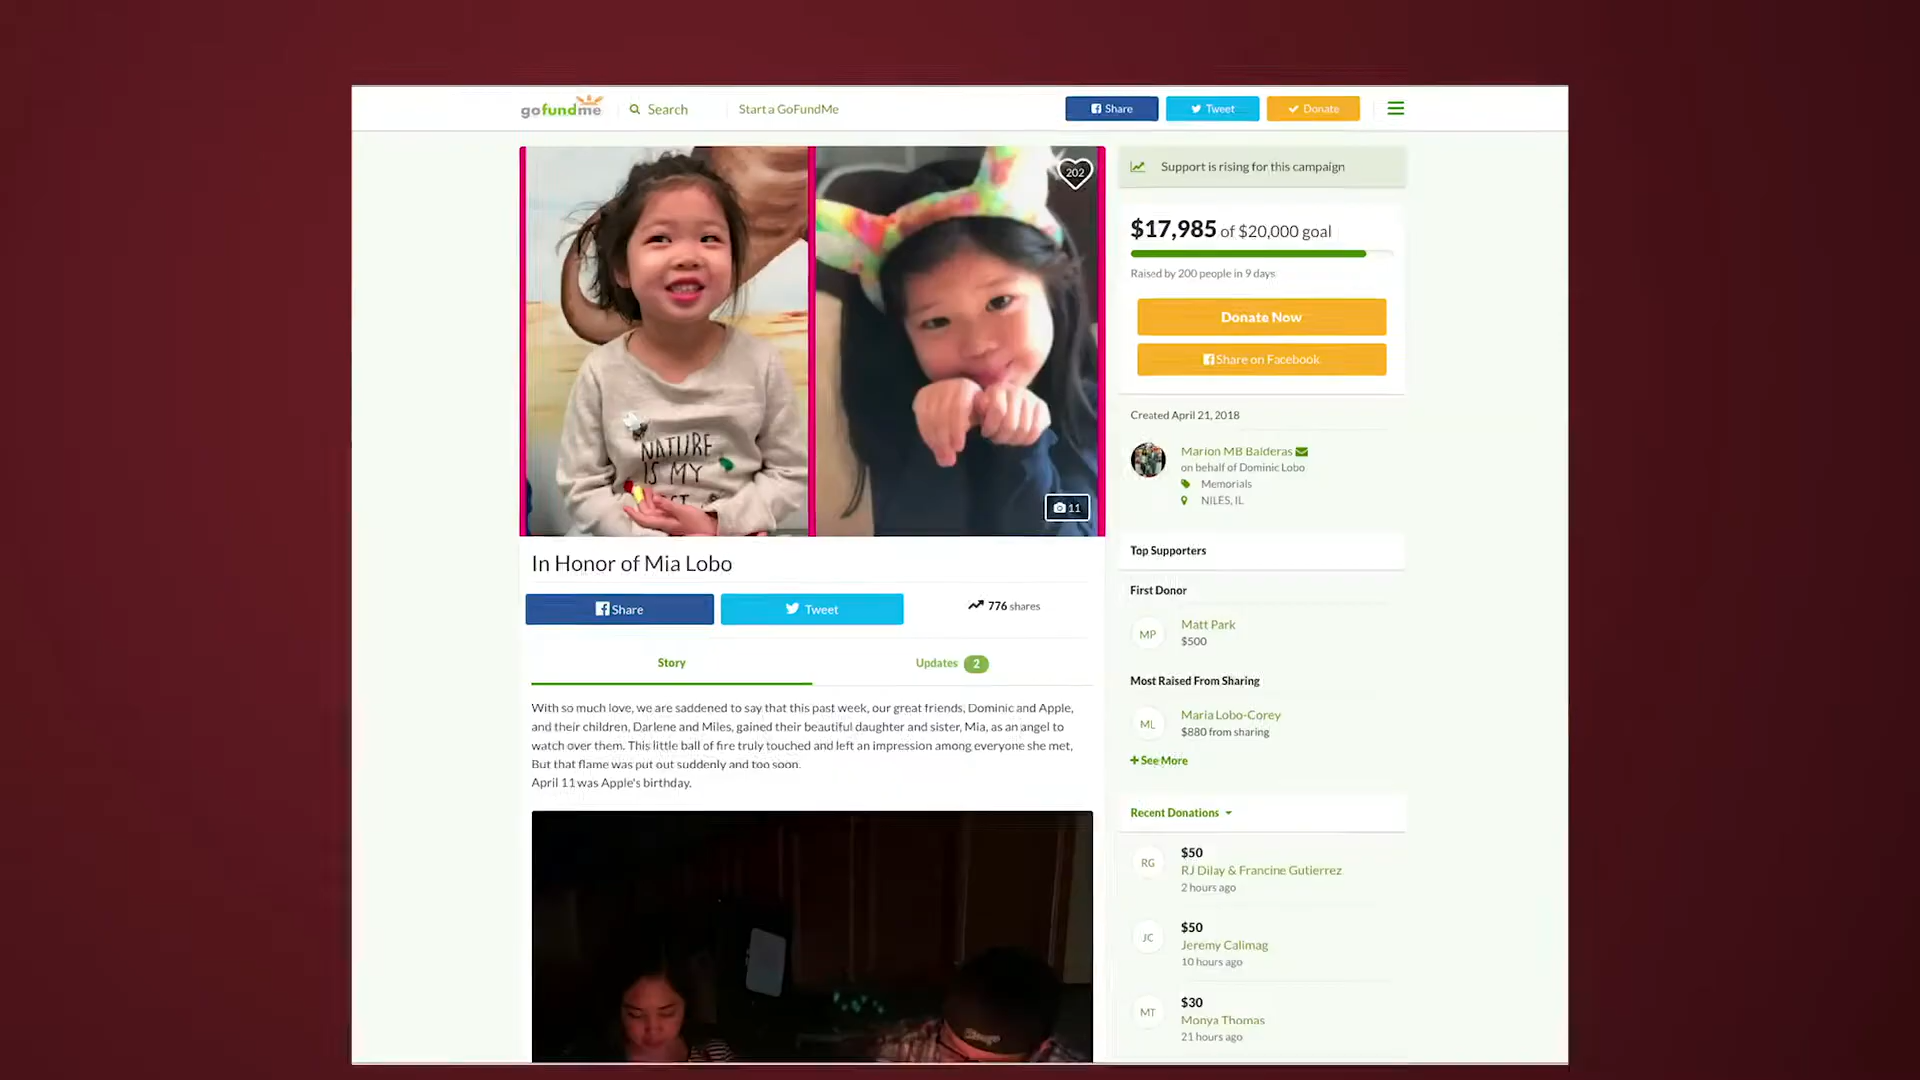 gofundme
Search
Start a GoFundMe
Share
Tweet
Donate
202
NATURE
IS MY
11
In Honor of Mia Lobo
Share
Tweet
776 shares
Story
Updates 2
With so much love, we are saddened to say that this past week, our great friends, Dominic and Apple,
and their children, Darlene and Miles, gained their beautiful daughter and sister, Mia, as an angel to
watch over them. This little ball of fire truly touched and left an impression among everyone she met,
But that flame was put out suddenly and too soon.
April 11 was Apple's birthday.
Support is rising for this campaign
$17,985 of $20,000 goal
Raised by 200 people in 9 days
Donate Now
Share on Facebook
Created April 21, 2018
Marion MB Balderas
on behalf of Dominic Lobo
Memorials
NILES, IL
Top Supporters
First Donor
MP
Matt Park
$500
Most Raised From Sharing
ML
Maria Lobo-Corey
$880 from sharing
+ See More
Recent Donations
RG
$50
RJ Dilay & Francine Gutierrez
2 hours ago
JC
$50
Jeremy Calimag
10 hours ago
MT
$30
Monya Thomas
21 hours ago